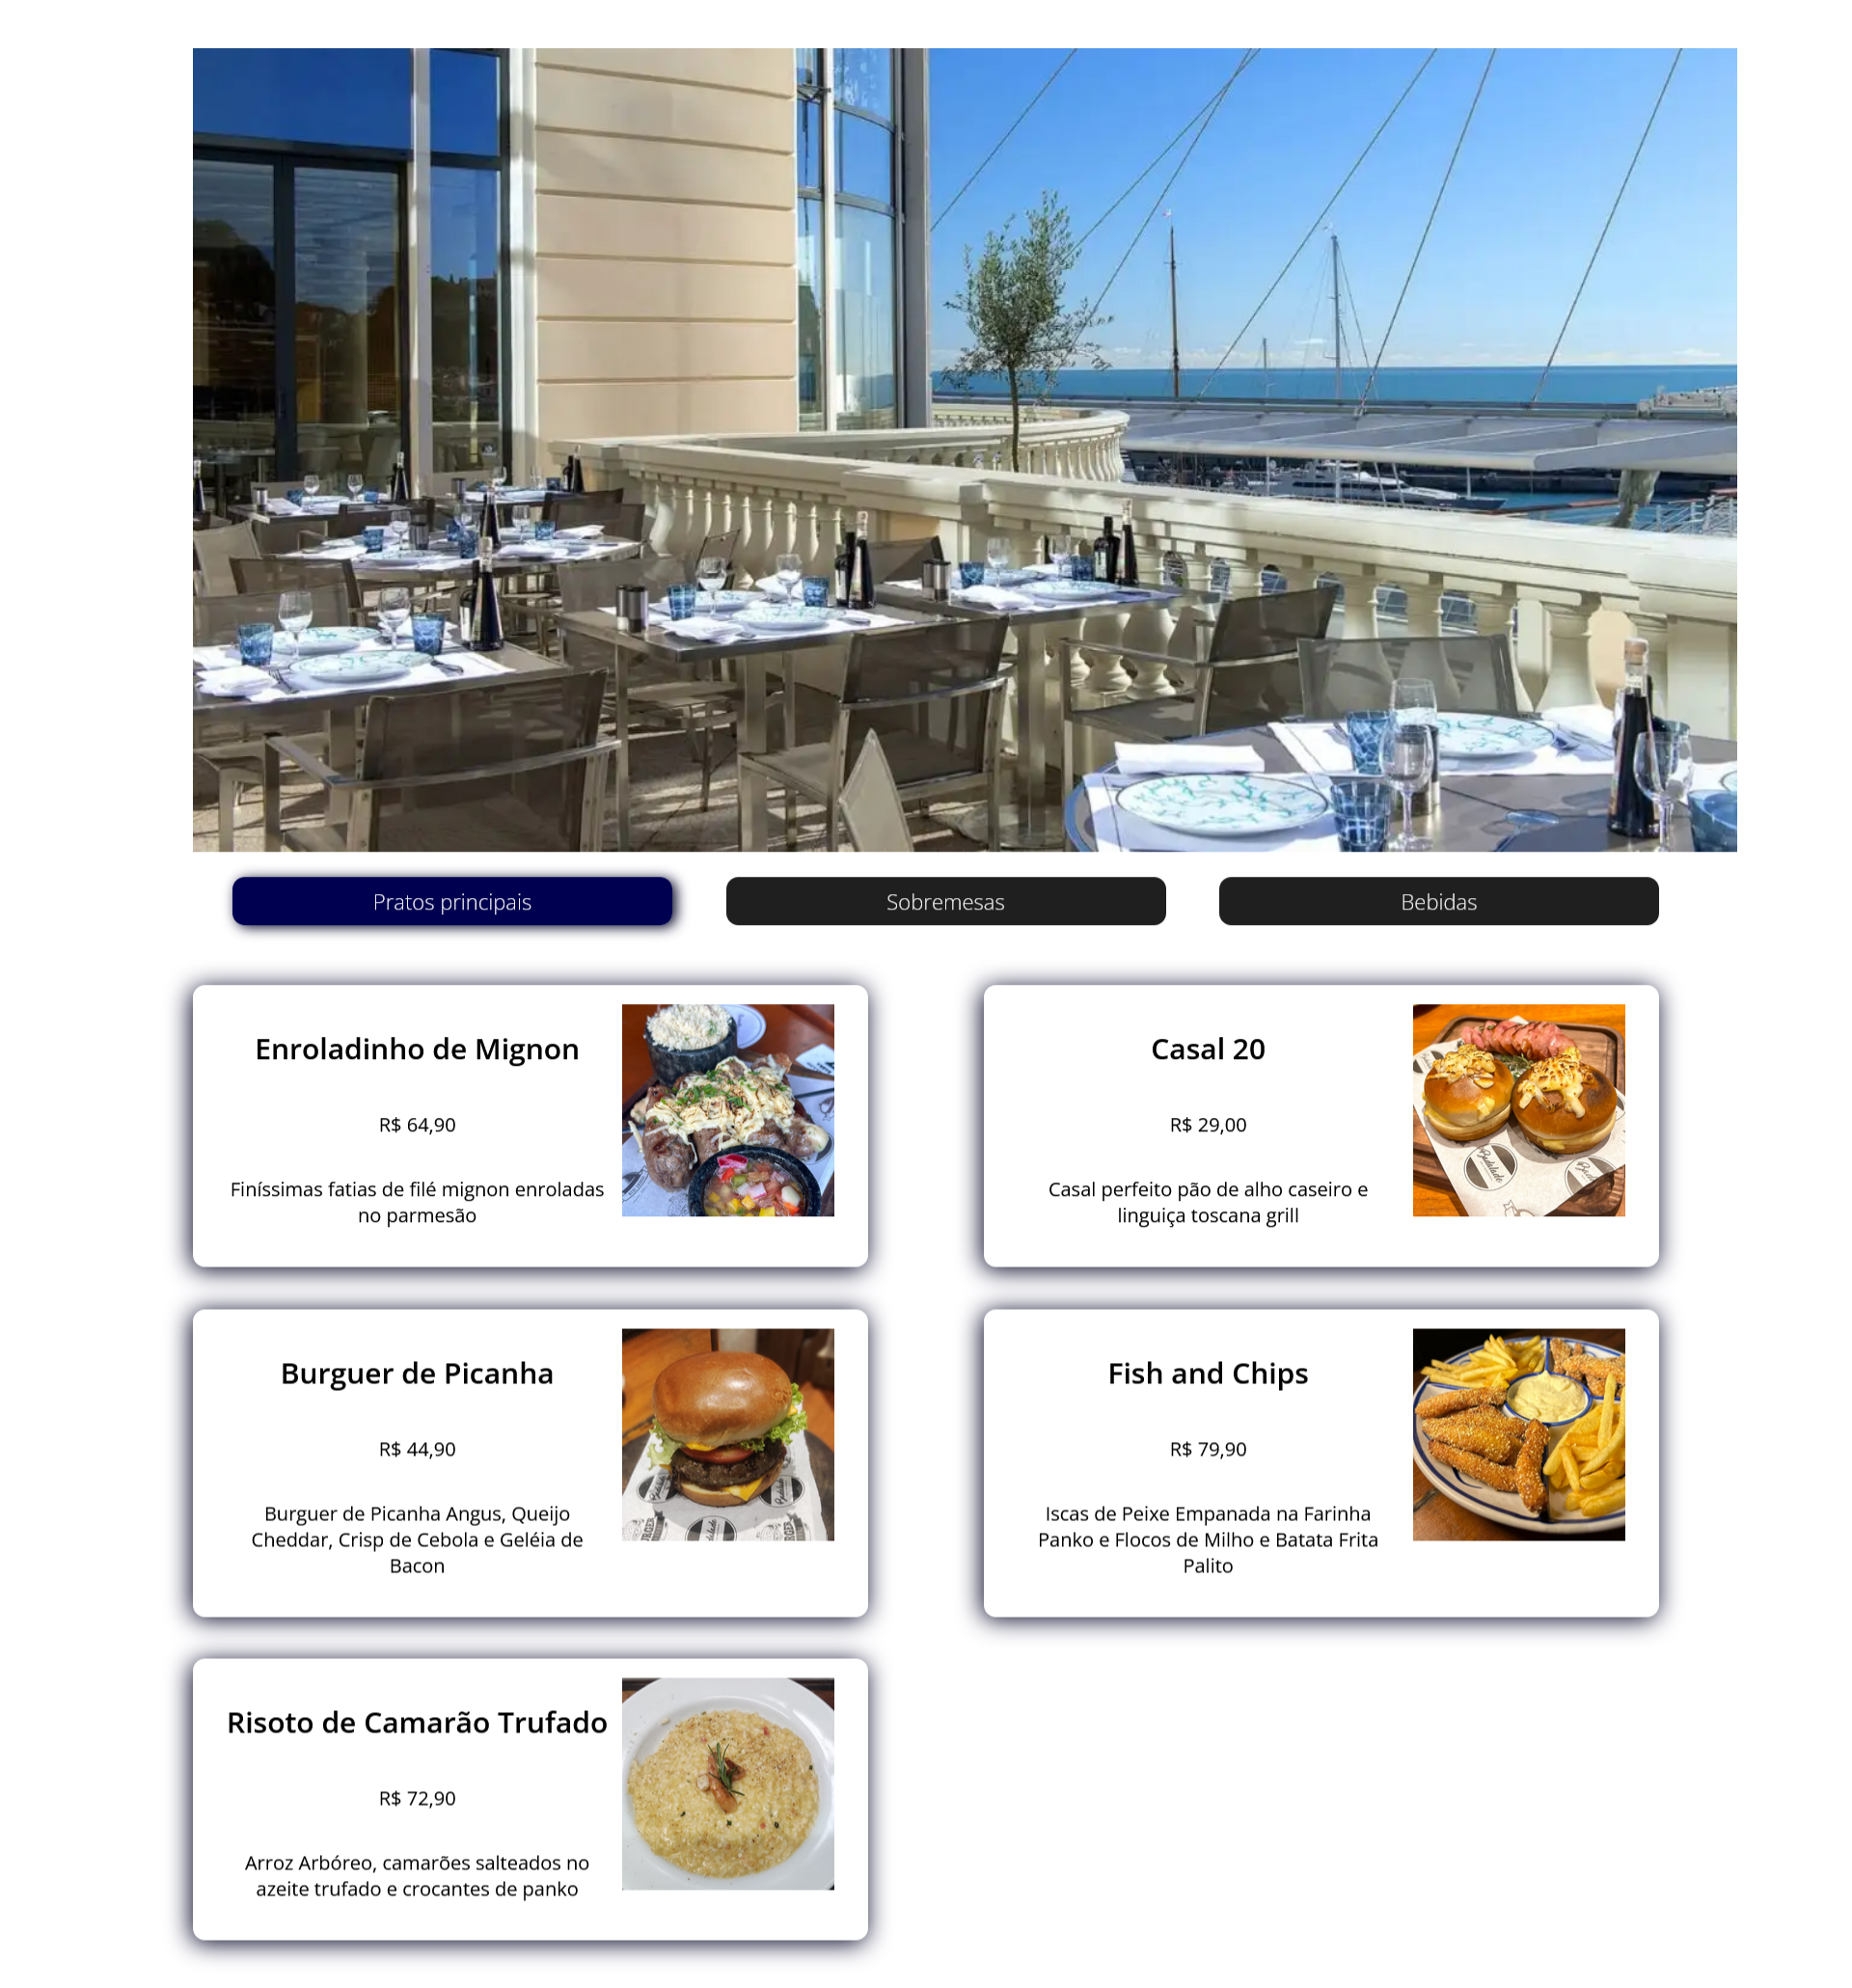 Pratos principais
Sobremesas
Bebidas
Enroladinho de Mignon
R$ 64,90
Finíssimas fatias de filé mignon enroladas
no parmesão
Casal 20
R$ 29,00
Casal perfeito pão de alho caseiro e
linguiça toscana grill
Burguer de Picanha
R$ 44,90
Burguer de Picanha Angus, Queijo
Cheddar, Crisp de Cebola e Geléia de
Bacon
Fish and Chips
R$ 79,90
Iscas de Peixe Empanada na Farinha
Panko e Flocos de Milho e Batata Frita
Palito
Risoto de Camarão Trufado
R$ 72,90
Arroz Arbóreo, camarões salteados no
azeite trufado e crocantes de panko